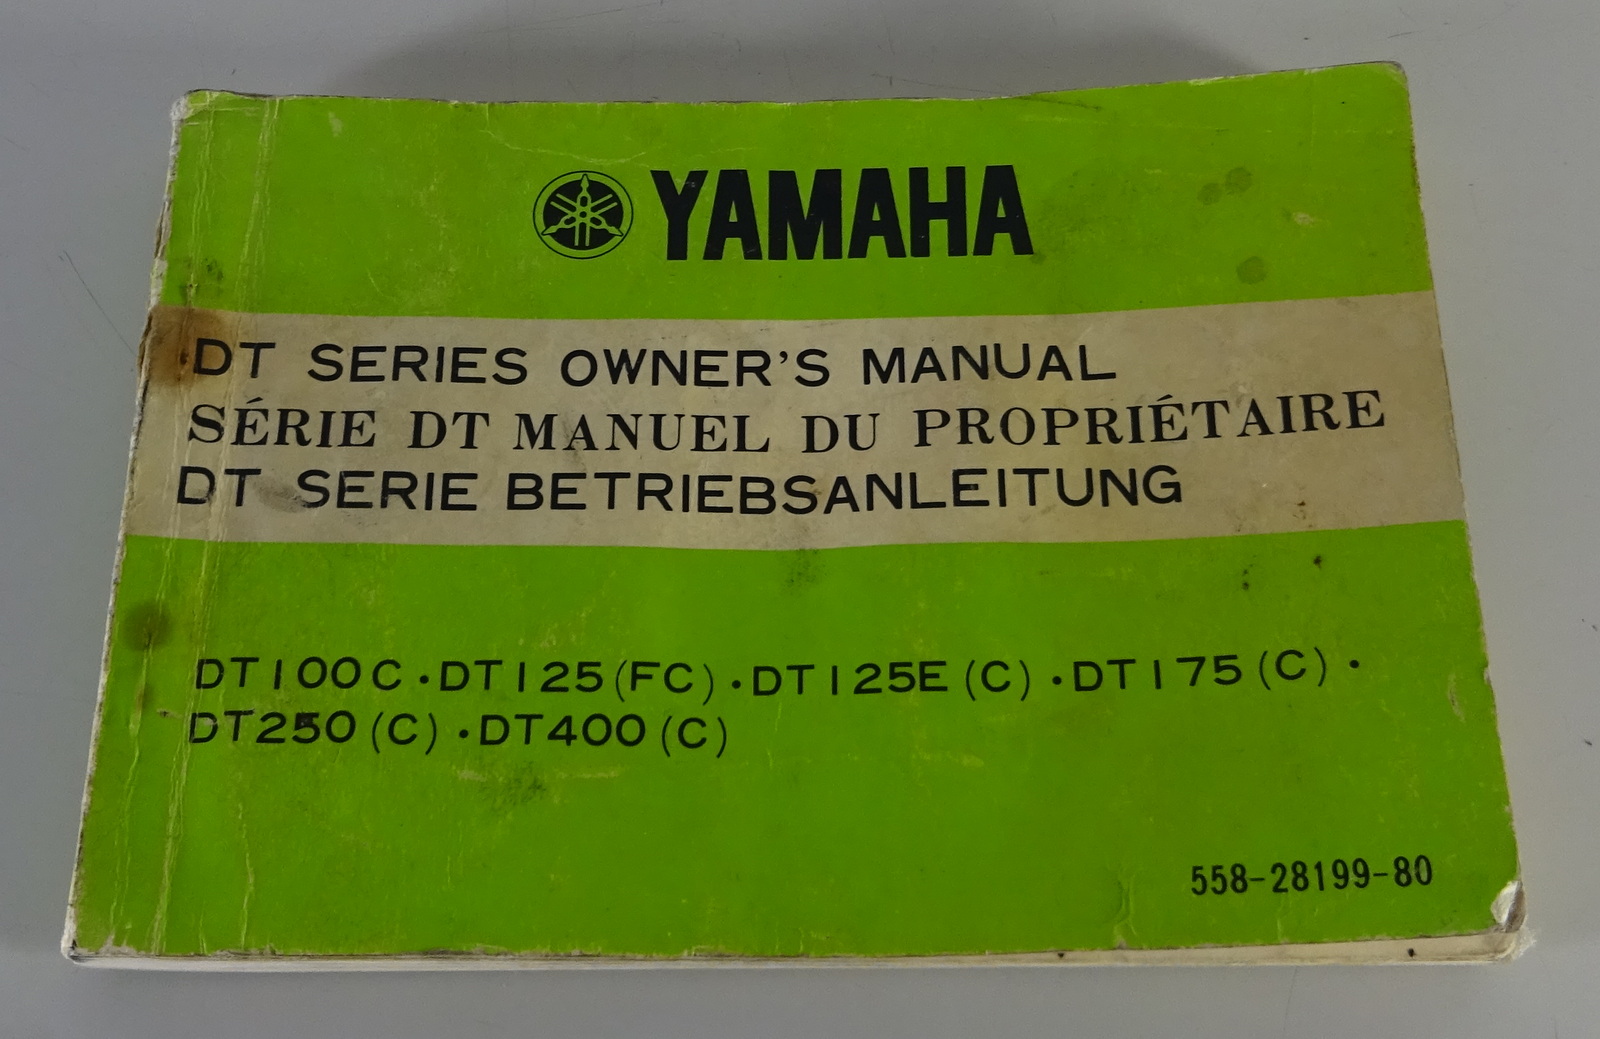 YAMAHA
DT SERIES OWNER'S MANUAL
SÉRIE DT MANUEL DU PROPRIÉTAIRE
DT SERIE BETRIEBSANLEITUNG
DT100C·DT125(FC)·DT125E(C)·DT175(C)·
DT250(C)·DT400(C)
558-28199-80